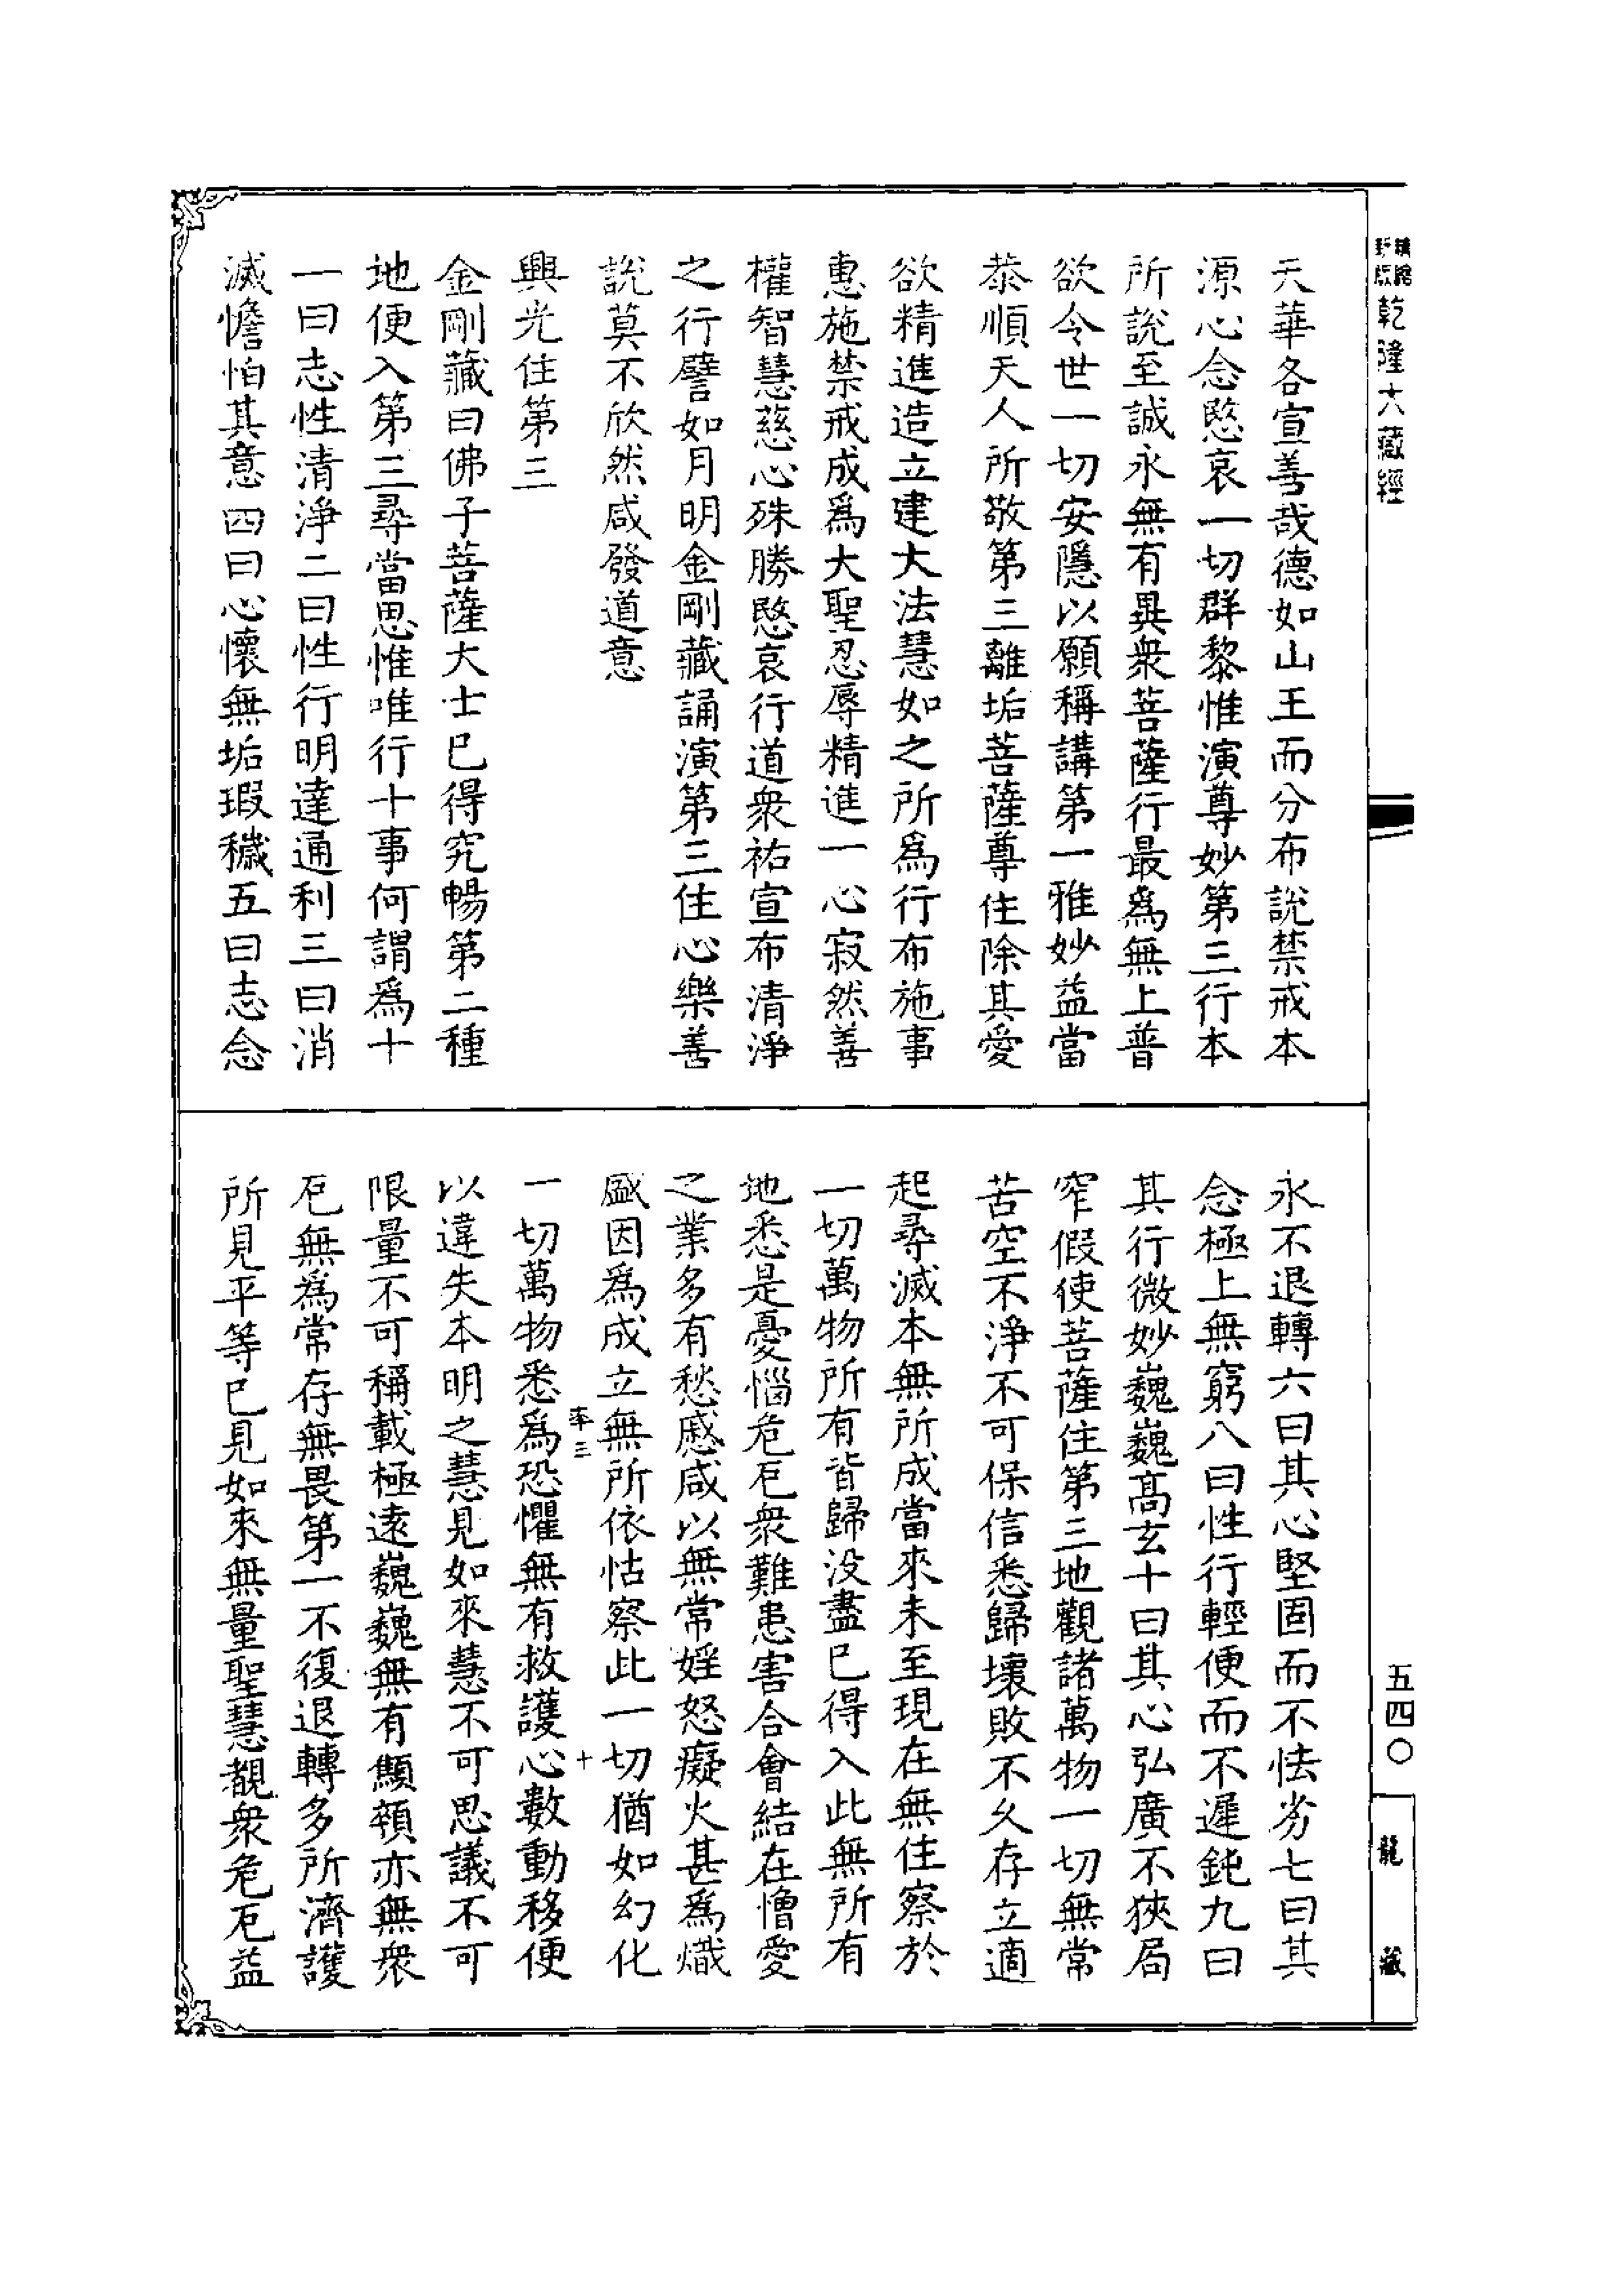 乾隆大藏經
天華各宣善哉德如山王而分布說禁戒本
源心念愍哀一切群黎惟演尊妙第三行本
所說至誠永無有異衆菩薩行最爲無上普
欲令世一切安隱以願稱講第一雅妙益當
恭順天人所敬第三離垢菩薩尊住除其愛
欲精進造立建大法慧如之所爲行布施事
惠施禁戒成爲大聖忍辱精進一心寂然善
權智慧慈心殊勝愍哀行道衆祐宣布清淨
之行譬如月明金剛藏誦演第三住心樂善
說莫不欣然咸發道意
興光住第三
金剛藏曰佛子菩薩大士已得究暢第二種
地便入第三尋當思惟唯行十事何謂爲十
一曰志性清淨二曰性行明達通利三曰消
滅憺怕其意四曰心懷無垢瑕穢五曰志念
永不退轉六曰其心堅固而不怯劣七曰其
念極上無窮八曰性行輕便而不遲鈍九曰
其行微妙巍巍高玄十曰其心弘廣不狹局
窄假使菩薩住第三地觀諸萬物一切無常
苦空不淨不可保信悉歸壞敗不久存立適
起尋滅本無所成當來未至現在無住察於
一切萬物所有皆歸没盡已得入此無所有
地悉是憂惱危厄衆難患害合會結在憎愛
之業多有愁慼咸以無常婬怒癡火甚爲熾
盛因爲成立無所依怙察此一切猶如幻化
率三
十
一切萬物悉爲恐懼無有救護心數動移便
以違失本明之慧見如來慧不可思議不可
限量不可稱載極遠巍巍無有顦顇亦無衆
厄無爲常存無畏第一不復退轉多所濟護
所見平等已見如來無量聖慧覩衆危厄益
五四〇
龍藏